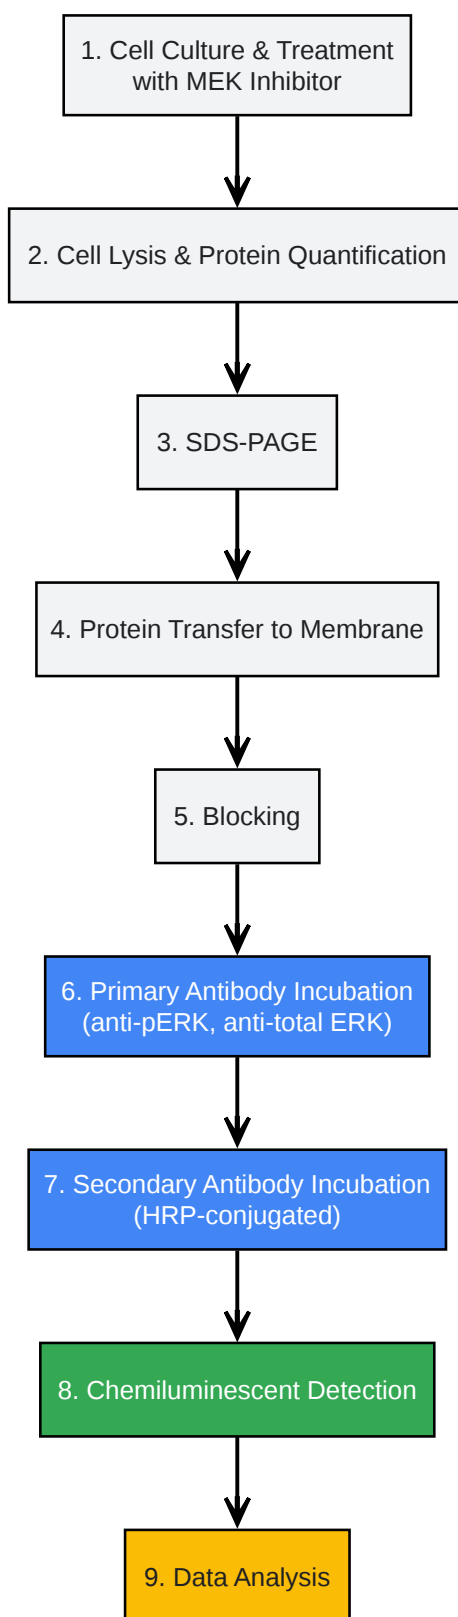 1. Cell Culture & Treatment
with MEK Inhibitor
2. Cell Lysis & Protein Quantification
3. SDS-PAGE
4. Protein Transfer to Membrane
5. Blocking
6. Primary Antibody Incubation
(anti-pERK, anti-total ERK)
7. Secondary Antibody Incubation
(HRP-conjugated)
8. Chemiluminescent Detection
9. Data Analysis